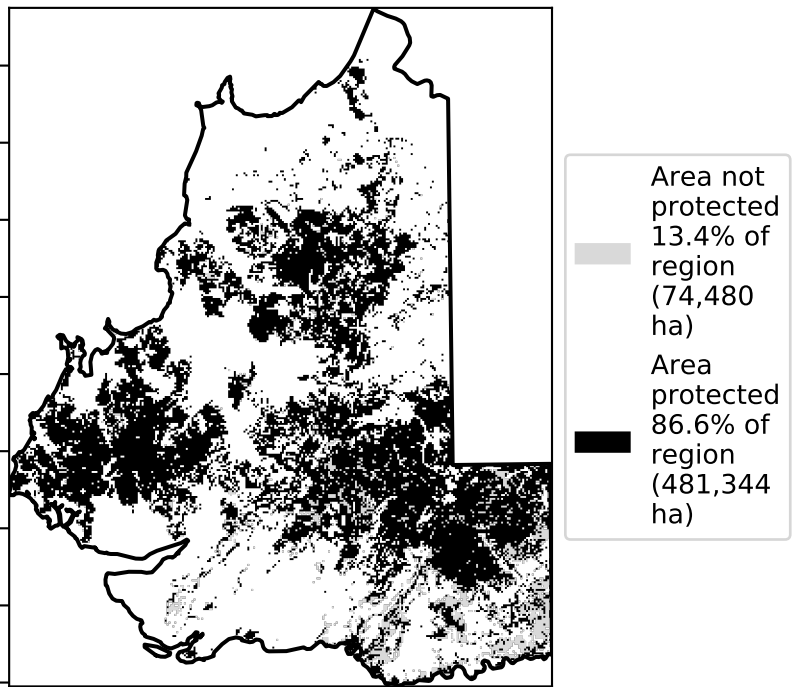 Area not
protected
13.4% of
region
(74,480
ha)
Area
protected
86.6% of
region
(481,344
ha)